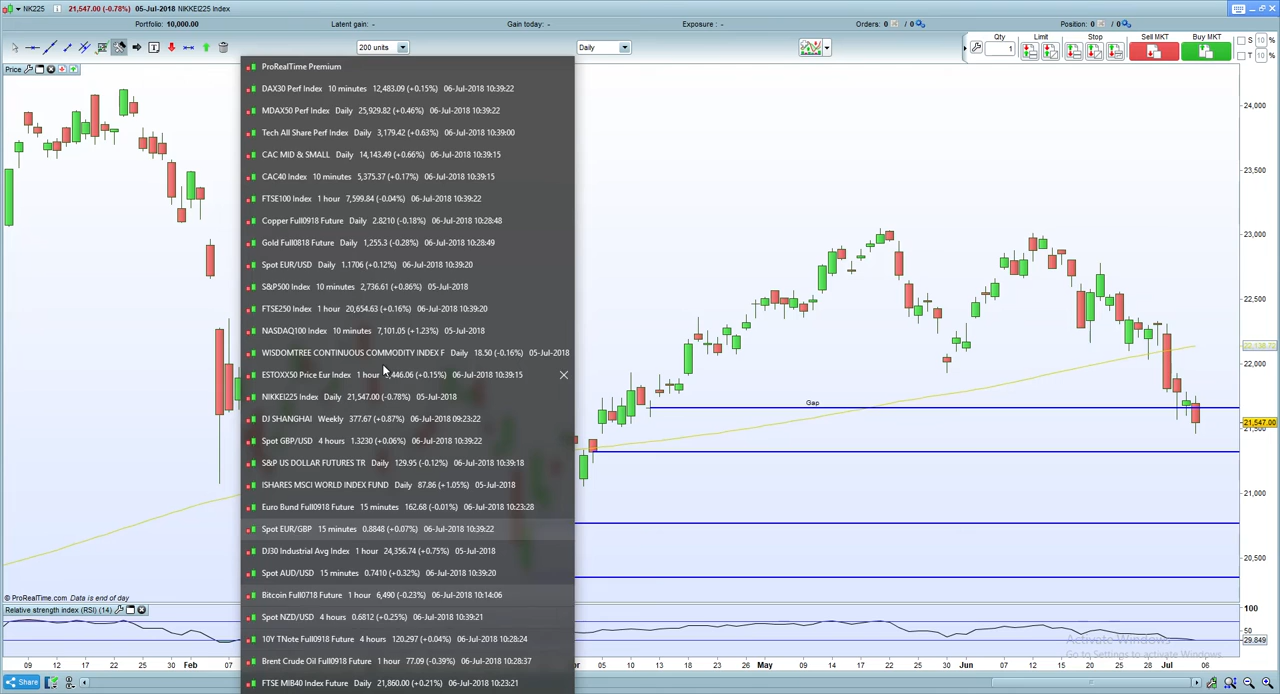 NK225 05-Jul-2018 21,547.00 (-0.78%) NIKKEI225 Index
Portfolio: 10,000.00 Latent gain: - Gain today: - Exposure : - Orders: 0 / 0 Position: 0 / 0
200 units Daily Qty 1 Limit Stop Sell MKT Buy MKT S 10 % T 10 %
Price
ProRealTime Premium
DAX30 Perf Index 10 minutes 12,483.09 (+0.15%) 06-Jul-2018 10:39:22
MDAX50 Perf Index Daily 25,929.82 (+0.46%) 06-Jul-2018 10:39:22
Tech All Share Perf Index Daily 3,179.42 (+0.63%) 06-Jul-2018 10:39:00
CAC MID & SMALL Daily 14,143.49 (+0.66%) 06-Jul-2018 10:39:15
CAC40 Index 10 minutes 5,375.37 (+0.17%) 06-Jul-2018 10:39:15
FTSE100 Index 1 hour 7,599.84 (-0.04%) 06-Jul-2018 10:39:22
Copper Full0918 Future Daily 2.8210 (-0.18%) 06-Jul-2018 10:28:48
Gold Full0818 Future Daily 1,255.3 (-0.28%) 06-Jul-2018 10:28:49
Spot EUR/USD Daily 1.1706 (+0.12%) 06-Jul-2018 10:39:20
S&P500 Index 10 minutes 2,736.61 (+0.86%) 05-Jul-2018
FTSE250 Index 1 hour 20,654.63 (+0.16%) 06-Jul-2018 10:39:20
NASDAQ100 Index 10 minutes 7,101.05 (+1.23%) 05-Jul-2018
WISDOMTREE CONTINUOUS COMMODITY INDEX F Daily 18.50 (-0.16%) 05-Jul-2018
ESTOXX50 Price Eur Index 1 hour 3,446.06 (+0.15%) 06-Jul-2018 10:39:15
NIKKEI225 Index Daily 21,547.00 (-0.78%) 05-Jul-2018
DJ SHANGHAI Weekly 377.67 (+0.87%) 06-Jul-2018 09:23:22
Spot GBP/USD 4 hours 1.3230 (+0.06%) 06-Jul-2018 10:39:22
S&P US DOLLAR FUTURES TR Daily 129.95 (-0.12%) 06-Jul-2018 10:39:18
ISHARES MSCI WORLD INDEX FUND Daily 87.86 (+1.05%) 05-Jul-2018
Euro Bund Full0918 Future 15 minutes 162.68 (-0.01%) 06-Jul-2018 10:23:28
Spot EUR/GBP 15 minutes 0.8848 (+0.07%) 06-Jul-2018 10:39:22
DJ30 Industrial Avg Index 1 hour 24,356.74 (+0.75%) 05-Jul-2018
Spot AUD/USD 15 minutes 0.7410 (+0.32%) 06-Jul-2018 10:39:20
Bitcoin Full0718 Future 1 hour 6,490 (-0.23%) 06-Jul-2018 10:14:06
Spot NZD/USD 4 hours 0.6812 (+0.25%) 06-Jul-2018 10:39:21
10Y TNote Full0918 Future 4 hours 120.297 (+0.04%) 06-Jul-2018 10:28:24
Brent Crude Oil Full0918 Future 1 hour 77.09 (-0.39%) 06-Jul-2018 10:28:37
FTSE MIB40 Index Future Daily 21,860.00 (+0.21%) 06-Jul-2018 10:23:21
Gap
24,000
23,500
23,000
22,500
22,138.72
22,000
21,547.00
21,000
20,500
© ProRealTime.com Data is end of day
Relative strength index (RSI) (14)
100
50
29.849
Activate Windows
Go to Settings to activate Windows.
09 12 17 22 25 30 Feb 07 05 10 13 18 23 26 May 08 11 14 17 22 25 30 Jun 06 11 14 19 22 25 28 Jul 06
Share